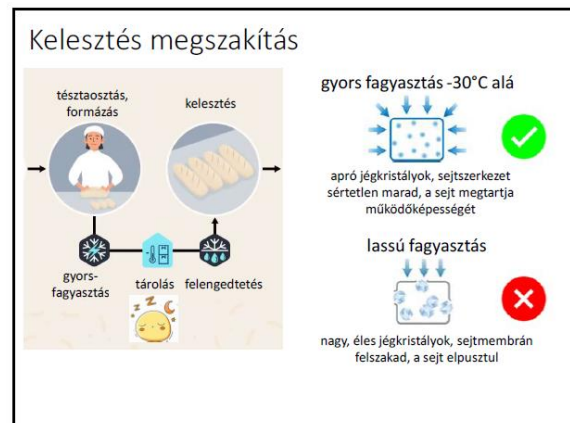 Kelesztés megszakítás
tésztaosztás,
formázás
kelesztés
gyors-
fagyasztás
tárolás
felengedtetés
z z z
gyors fagyasztás -30°C alá
apró jégkristályok, sejtszerkezet
sértetlen marad, a sejt megtartja
működőképességét
lassú fagyasztás
nagy, éles jégkristályok, sejtmembrán
felszakad, a sejt elpusztul